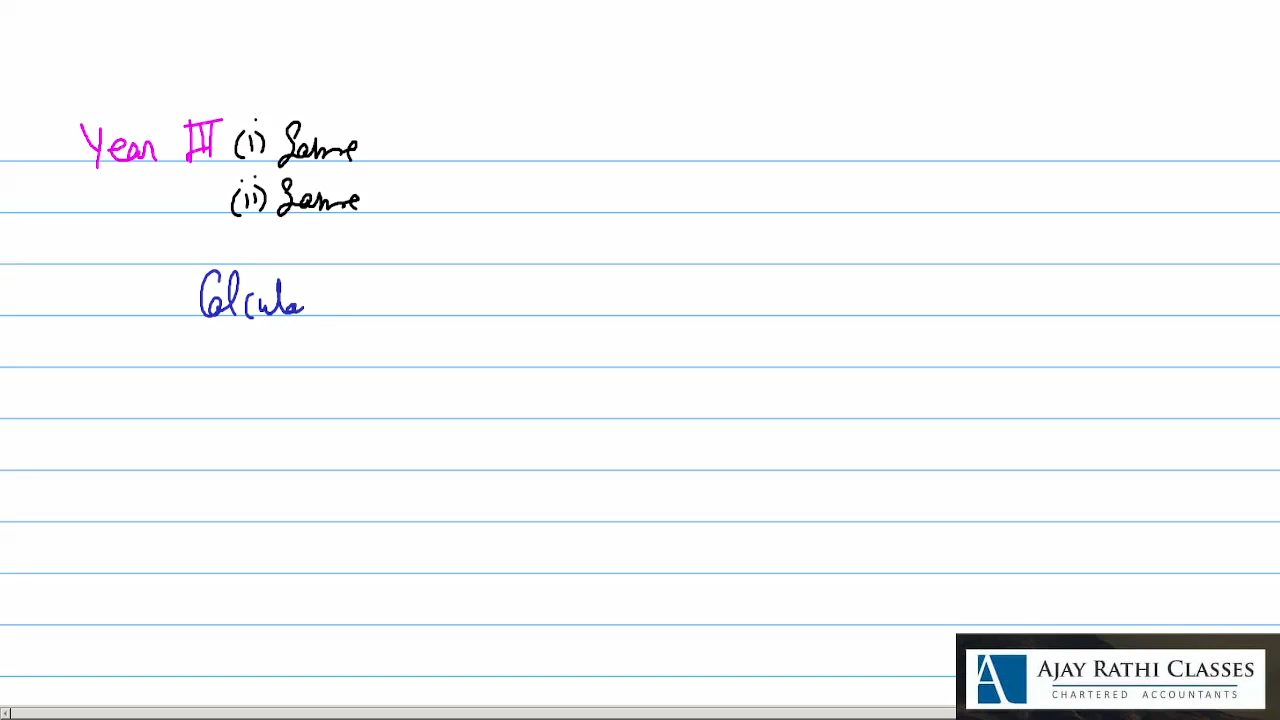 Year III (i) Same
(ii) Same
Calcula
AJAY RATHI CLASSES
CHARTERED ACCOUNTANTS